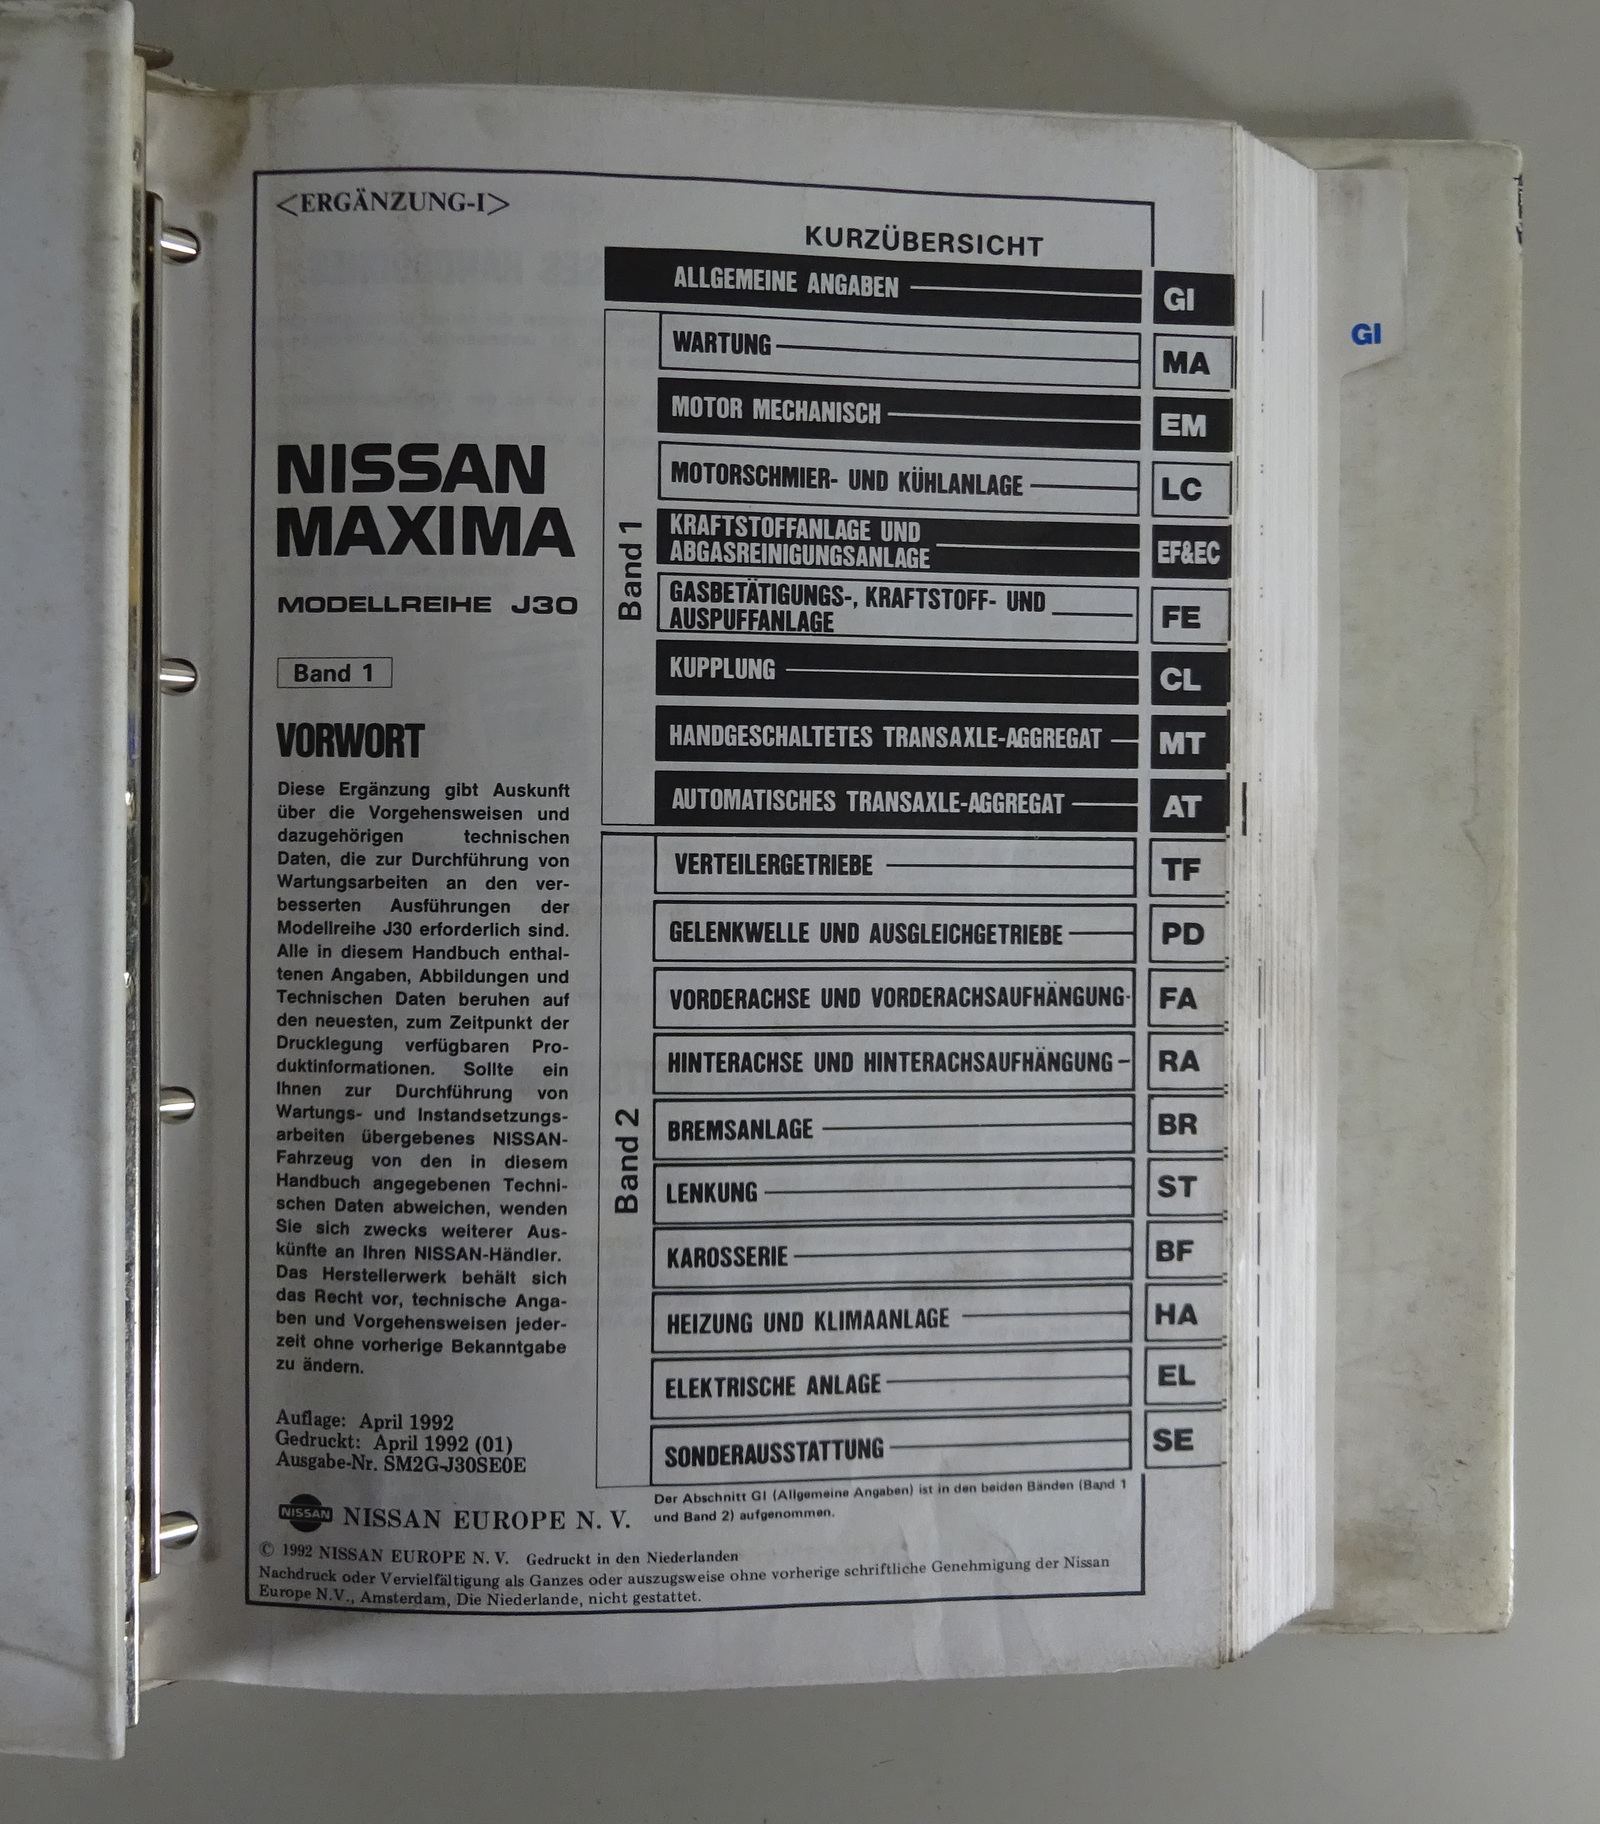 <ERGÄNZUNG-I>
KURZÜBERSICHT
NISSAN
MAXIMA
MODELLREIHE J30
Band 1
VORWORT
Diese Ergänzung gibt Auskunft
über die Vorgehensweisen und
dazugehörigen technischen
Daten, die zur Durchführung von
Wartungsarbeiten an den ver-
besserten Ausführungen der
Modellreihe J30 erforderlich sind.
Alle in diesem Handbuch enthal-
tenen Angaben, Abbildungen und
Technischen Daten beruhen auf
den neuesten, zum Zeitpunkt der
Drucklegung verfügbaren Pro-
duktinformationen. Sollte ein
Ihnen zur Durchführung von
Wartungs- und Instandsetzungs-
arbeiten übergebenes NISSAN-
Fahrzeug von den in diesem
Handbuch angegebenen Techni-
schen Daten abweichen, wenden
Sie sich zwecks weiterer Aus-
künfte an Ihren NISSAN-Händler.
Das Herstellerwerk behält sich
das Recht vor, technische Anga-
ben und Vorgehensweisen jeder-
zeit ohne vorherige Bekanntgabe
zu ändern.
Auflage: April 1992
Gedruckt: April 1992 (01)
Ausgabe-Nr. SM2G-J30SE0E
ALLGEMEINE ANGABEN GI
Band 1
WARTUNG MA
MOTOR MECHANISCH EM
MOTORSCHMIER- UND KÜHLANLAGE LC
KRAFTSTOFFANLAGE UND
ABGASREINIGUNGSANLAGE EF&EC
GASBETÄTIGUNGS-, KRAFTSTOFF- UND
AUSPUFFANLAGE FE
KUPPLUNG CL
HANDGESCHALTETES TRANSAXLE-AGGREGAT MT
AUTOMATISCHES TRANSAXLE-AGGREGAT AT
Band 2
VERTEILERGETRIEBE TF
GELENKWELLE UND AUSGLEICHGETRIEBE PD
VORDERACHSE UND VORDERACHSAUFHÄNGUNG FA
HINTERACHSE UND HINTERACHSAUFHÄNGUNG RA
BREMSANLAGE BR
LENKUNG ST
KAROSSERIE BF
HEIZUNG UND KLIMAANLAGE HA
ELEKTRISCHE ANLAGE EL
SONDERAUSSTATTUNG SE
Der Abschnitt GI (Allgemeine Angaben) ist in den beiden Bänden (Band 1
und Band 2) aufgenommen.
NISSAN NISSAN EUROPE N. V.
© 1992 NISSAN EUROPE N. V. Gedruckt in den Niederlanden
Nachdruck oder Vervielfältigung als Ganzes oder auszugsweise ohne vorherige schriftliche Genehmigung der Nissan
Europe N.V., Amsterdam, Die Niederlande, nicht gestattet.
GI